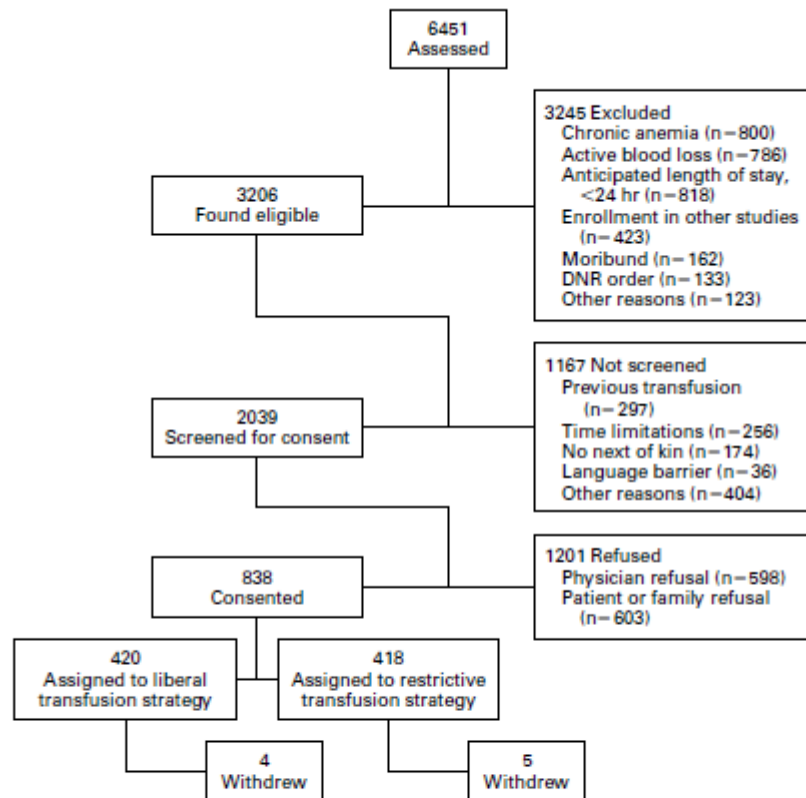 6451
Assessed
3245 Excluded
Chronic anemia (n−800)
Active blood loss (n−786)
Anticipated length of stay,
<24 hr (n−818)
Enrollment in other studies
(n−423)
Moribund (n−162)
DNR order (n−133)
Other reasons (n−123)
3206
Found eligible
1167 Not screened
Previous transfusion
(n−297)
Time limitations (n−256)
No next of kin (n−174)
Language barrier (n−36)
Other reasons (n−404)
2039
Screened for consent
1201 Refused
Physician refusal (n−598)
Patient or family refusal
(n−603)
838
Consented
420
Assigned to liberal
transfusion strategy
418
Assigned to restrictive
transfusion strategy
4
Withdrew
5
Withdrew